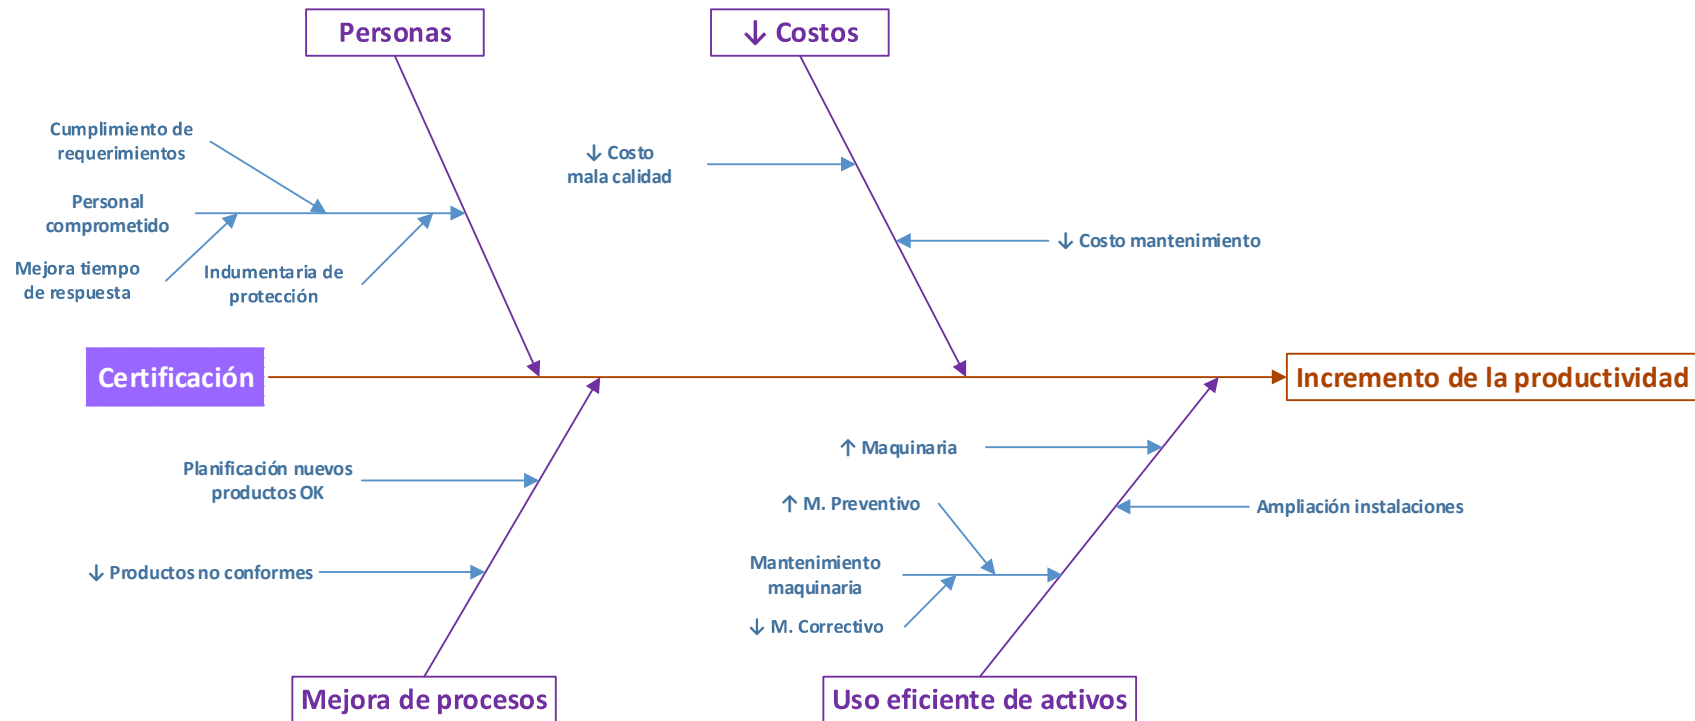 Personas
↓ Costos
Cumplimiento de
requerimientos
↓ Costo
mala calidad
Personal
comprometido
↓ Costo mantenimiento
Mejora tiempo
de respuesta
Indumentaria de
protección
Certificación
Incremento de la productividad
↑ Maquinaria
Planificación nuevos
productos OK
↑ M. Preventivo
Ampliación instalaciones
Mantenimiento
maquinaria
↓ Productos no conformes
↓ M. Correctivo
Mejora de procesos
Uso eficiente de activos